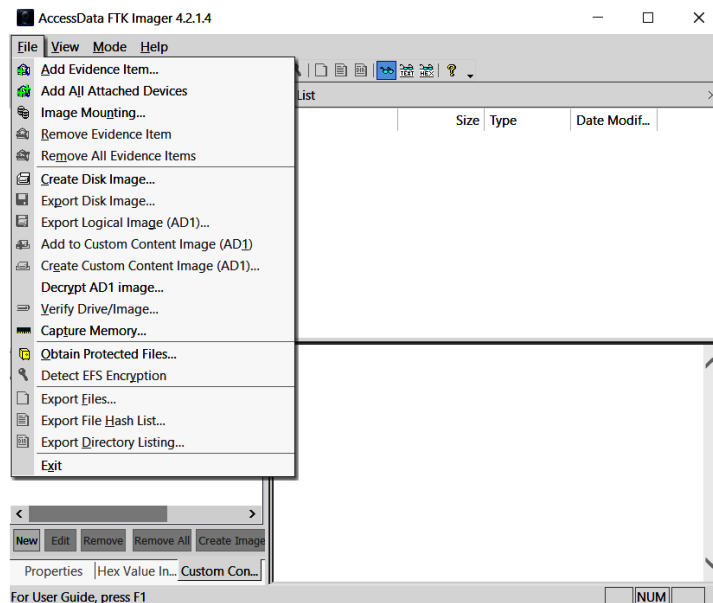 AccessData FTK Imager 4.2.1.4
File View Mode Help
Add Evidence Item...
Add All Attached Devices
Image Mounting...
Remove Evidence Item
Remove All Evidence Items
Create Disk Image...
Export Disk Image...
Export Logical Image (AD1)...
Add to Custom Content Image (AD1)
Create Custom Content Image (AD1)...
Decrypt AD1 image...
Verify Drive/Image...
Capture Memory...
Obtain Protected Files...
Detect EFS Encryption
Export Files...
Export File Hash List...
Export Directory Listing...
Exit
TEXT HEX ?
List
Size Type Date Modif...
New Edit Remove Remove All Create Image
Properties Hex Value In... Custom Con...
For User Guide, press F1 NUM